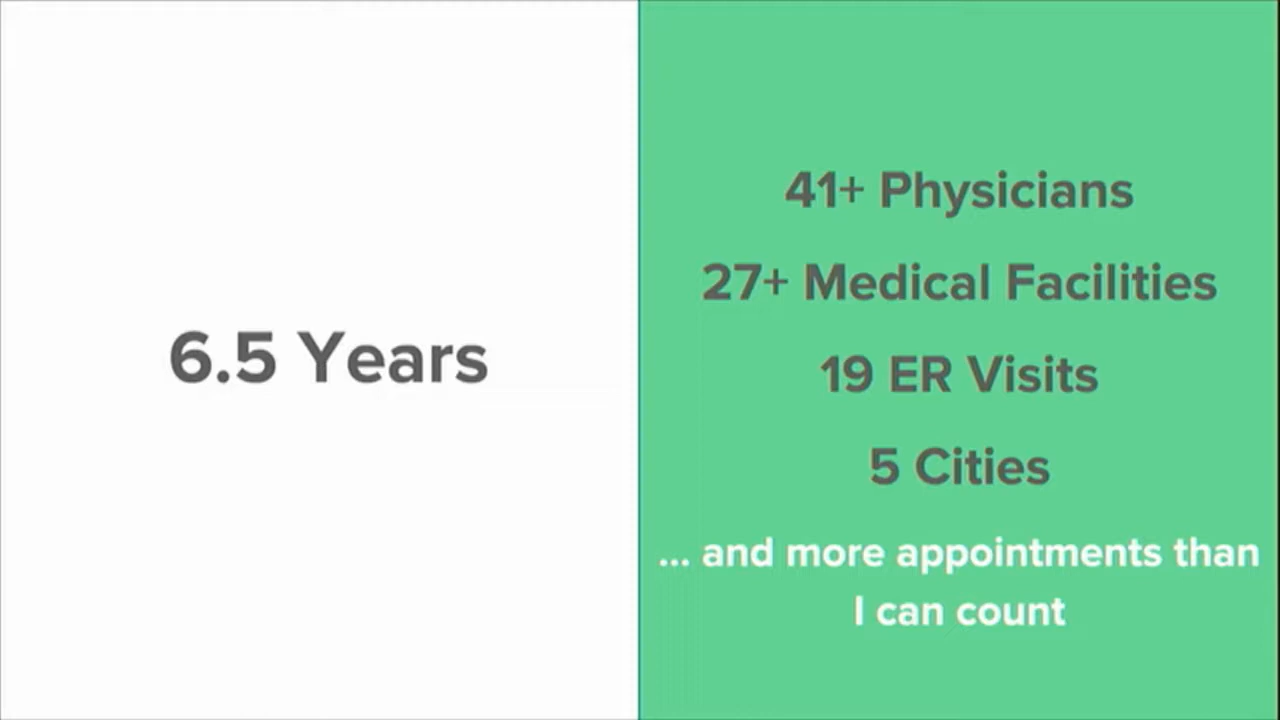 6.5 Years
41+ Physicians
27+ Medical Facilities
19 ER Visits
5 Cities
... and more appointments than
I can count